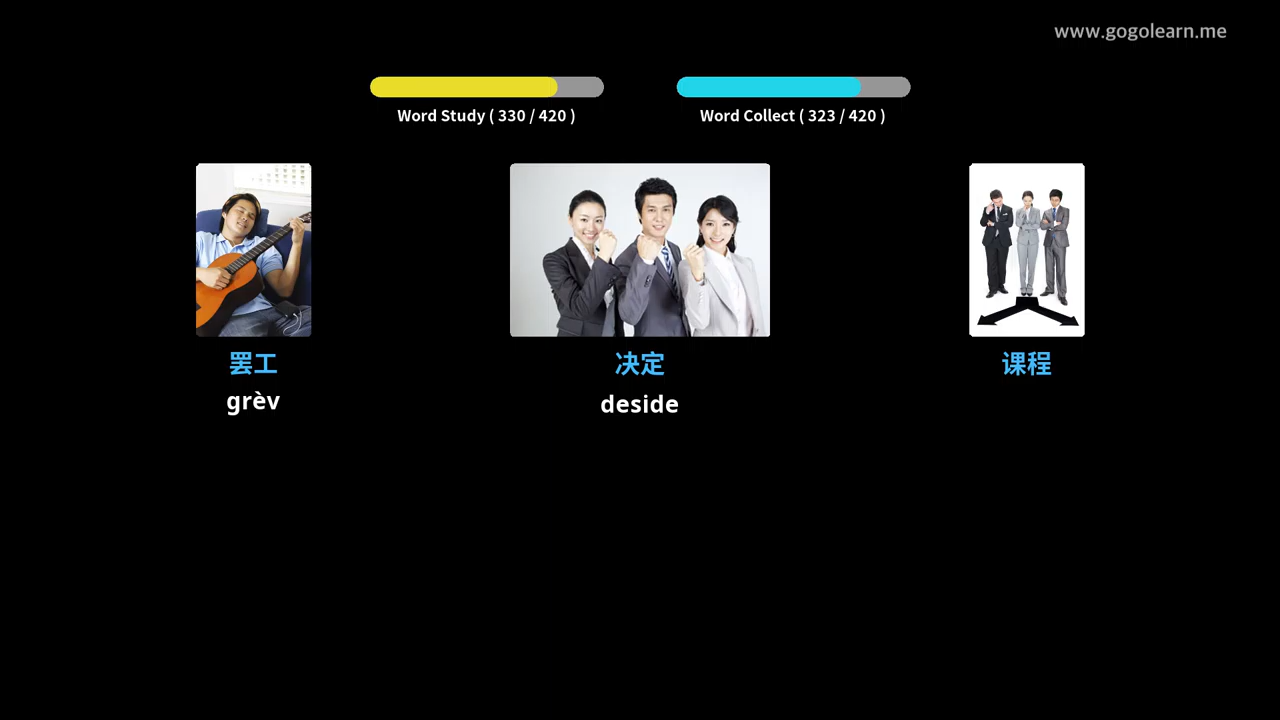 www.gogolearn.me
Word Study ( 330 / 420 )
Word Collect ( 323 / 420 )
罢工
决定
课程
grèv
deside